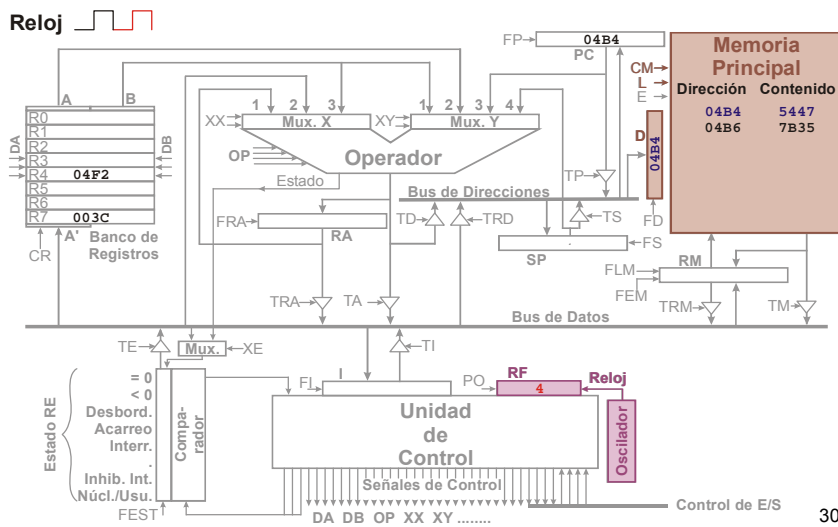 Reloj
A
B
R0
R1
R2
R3
R4 04F2
R5
R6
R7 003C
DA
DB
CR
A'
Banco de
Registros
XX
1 2 3
Mux. X
XY
1 2 3 4
Mux. Y
OP
Operador
Estado
FP
04B4
PC
TP
Bus de Direcciones
TD
TRD
TS
FRA
RA
SP
FS
TRA
TA
D
04B4
FD
CM
L
E
Memoria
Principal
Dirección Contenido
04B4 5447
04B6 7B35
RM
FLM
FEM
TRM
TM
Bus de Datos
TE
Mux.
XE
TI
FI
I
PO
RF
4
Reloj
Oscilador
Estado RE
= 0
< 0
Desbord.
Acarreo
Interr.
.
Inhib. Int.
Núcl./Usu.
FEST
Compa-
rador
Unidad
de
Control
Señales de Control
DA DB OP XX XY ........
Control de E/S
30